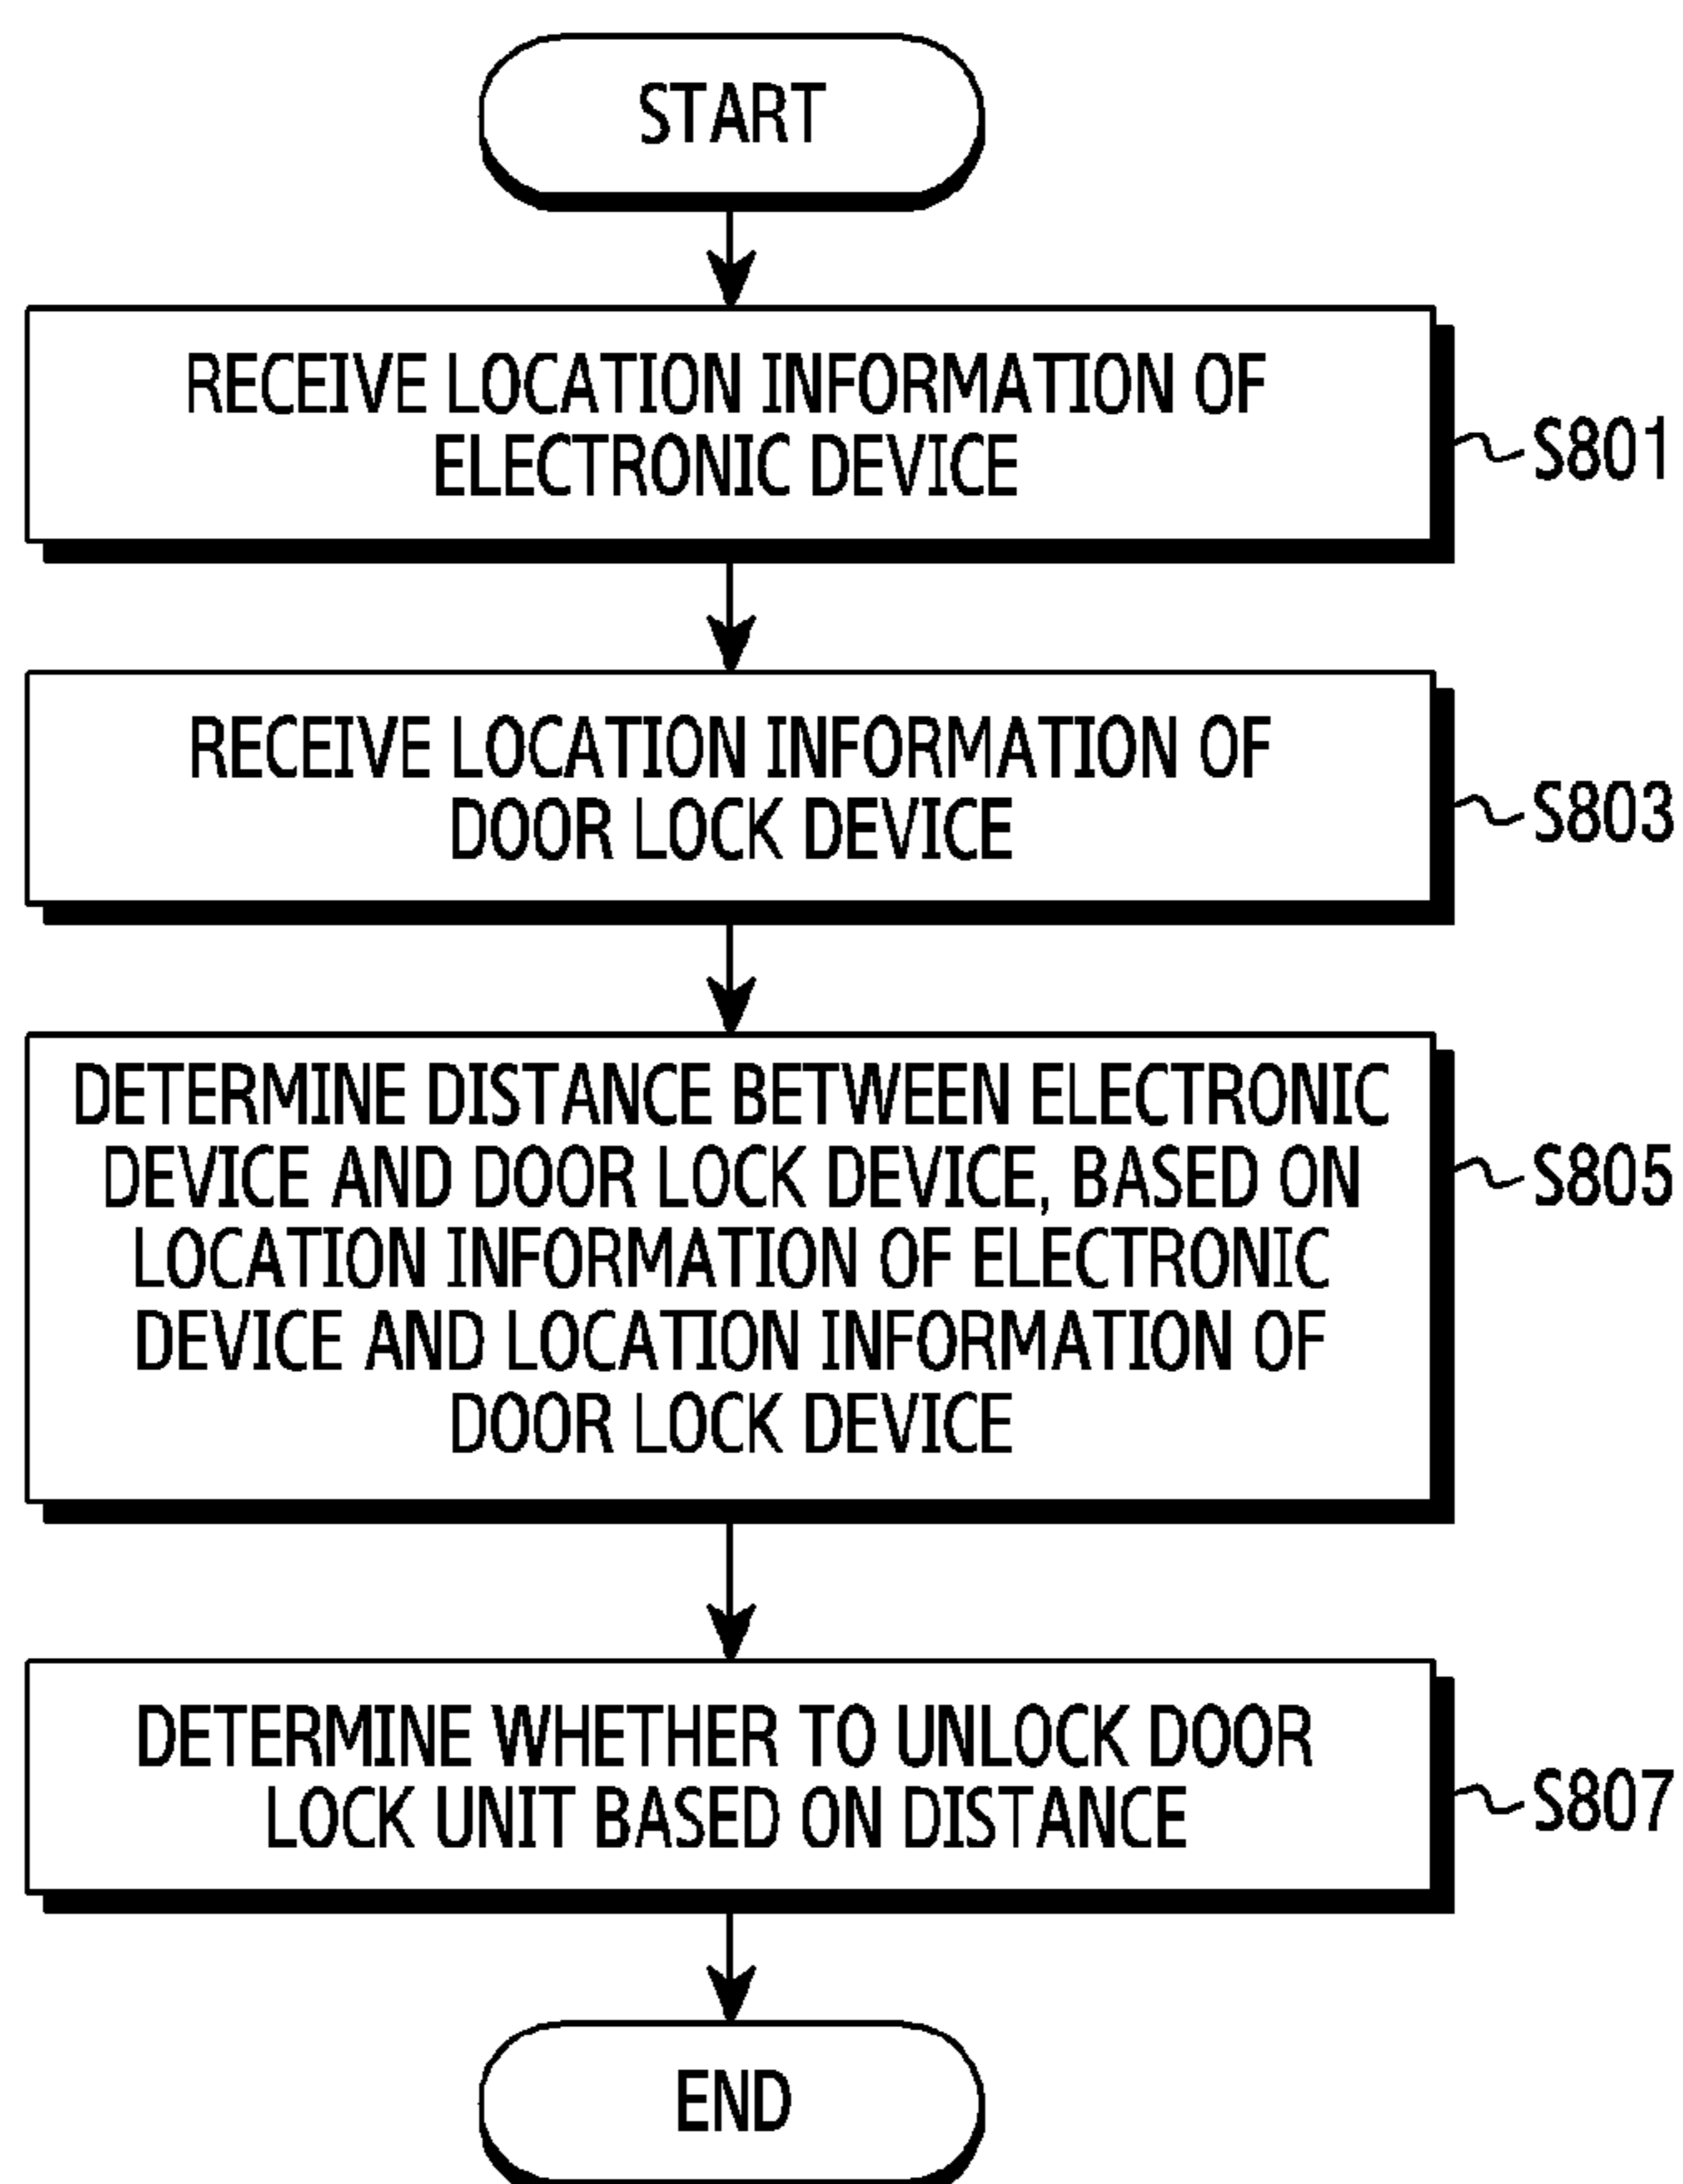 START
RECEIVE LOCATION INFORMATION OF
ELECTRONIC DEVICE
S801
RECEIVE LOCATION INFORMATION OF
DOOR LOCK DEVICE
S803
DETERMINE DISTANCE BETWEEN ELECTRONIC
DEVICE AND DOOR LOCK DEVICE, BASED ON
LOCATION INFORMATION OF ELECTRONIC
DEVICE AND LOCATION INFORMATION OF
DOOR LOCK DEVICE
S805
DETERMINE WHETHER TO UNLOCK DOOR
LOCK UNIT BASED ON DISTANCE
S807
END